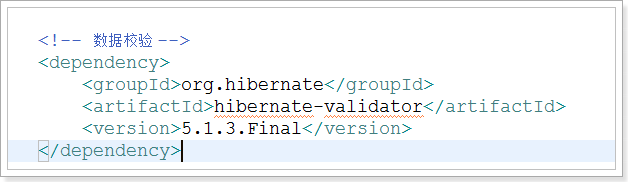 <!-- 数据校验 -->
<dependency>
    <groupId>org.hibernate</groupId>
    <artifactId>hibernate-validator</artifactId>
    <version>5.1.3.Final</version>
</dependency>